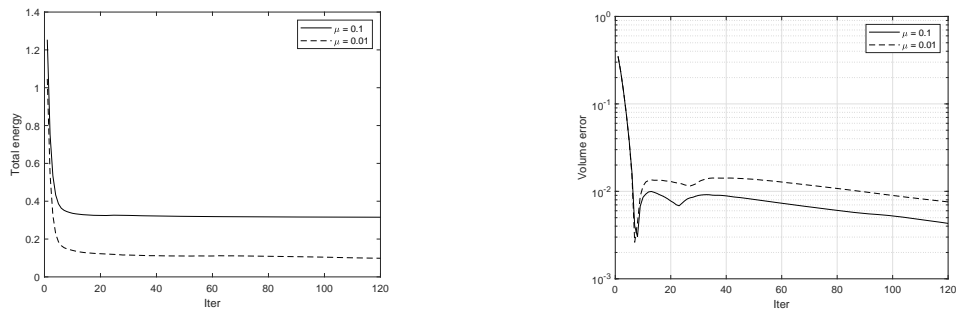 1.4
1.2
1
0.8
0.6
0.4
0.2
0
Total energy
0 20 40 60 80 100 120
Iter
μ = 0.1
μ = 0.01
10^0
10^-1
10^-2
10^-3
Volume error
0 20 40 60 80 100 120
Iter
μ = 0.1
μ = 0.01